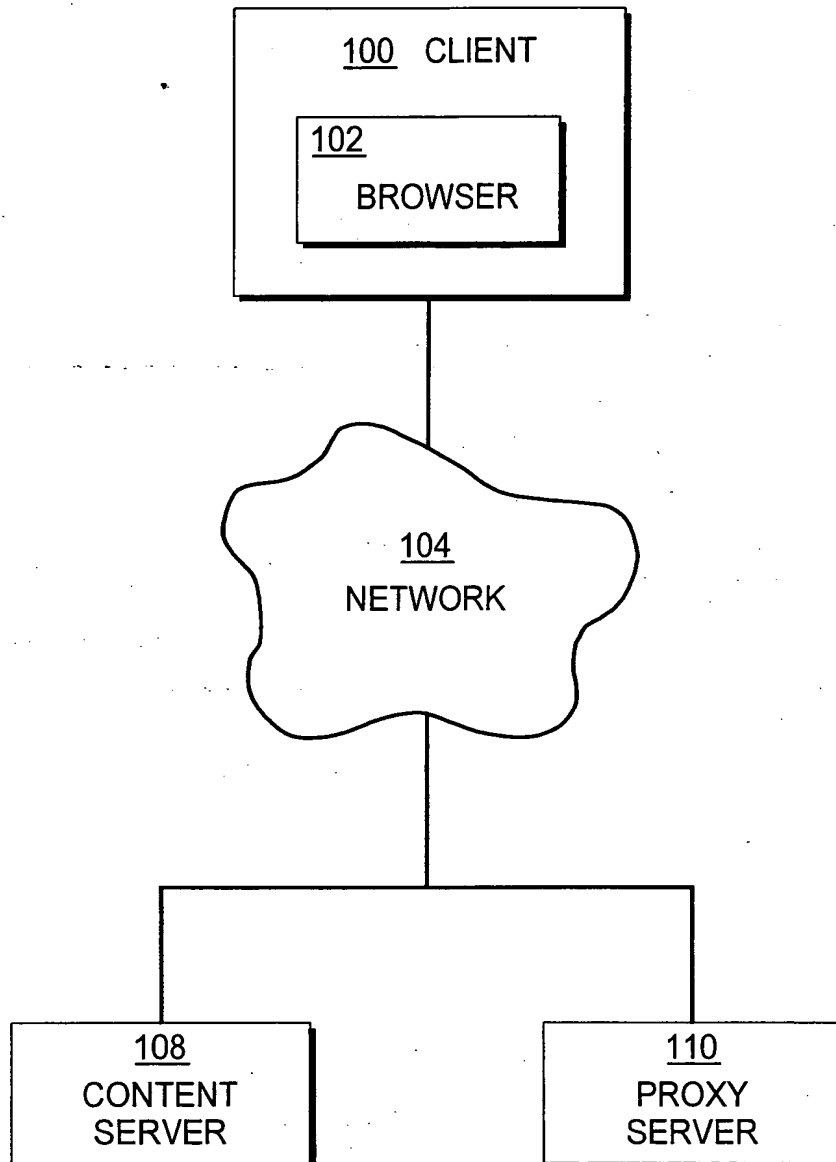 100 CLIENT
102
BROWSER
104
NETWORK
108
CONTENT
SERVER
110
PROXY
SERVER